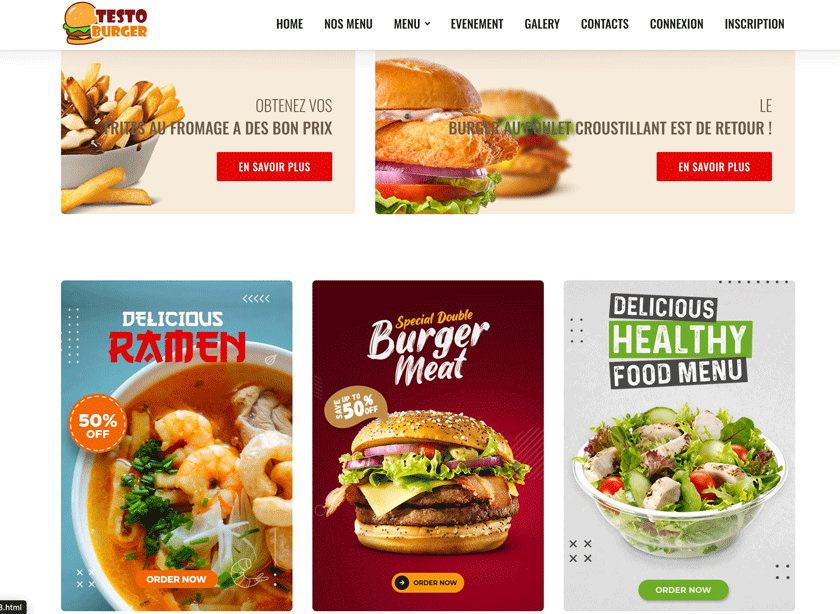 TESTO
BURGER
HOME NOS MENU MENU EVENEMENT GALERY CONTACTS CONNEXION INSCRIPTION
OBTENEZ VOS
FRITES AU FROMAGE A DES BON PRIX
EN SAVOIR PLUS
LE
BURGER AU POULET CROUSTILLANT EST DE RETOUR !
EN SAVOIR PLUS
DELICIOUS
RAMEN
50%
OFF
ORDER NOW
Special Double
Burger
Meat
SAVE UP TO
50% OFF
ORDER NOW
DELICIOUS
HEALTHY
FOOD MENU
ORDER NOW
3.html